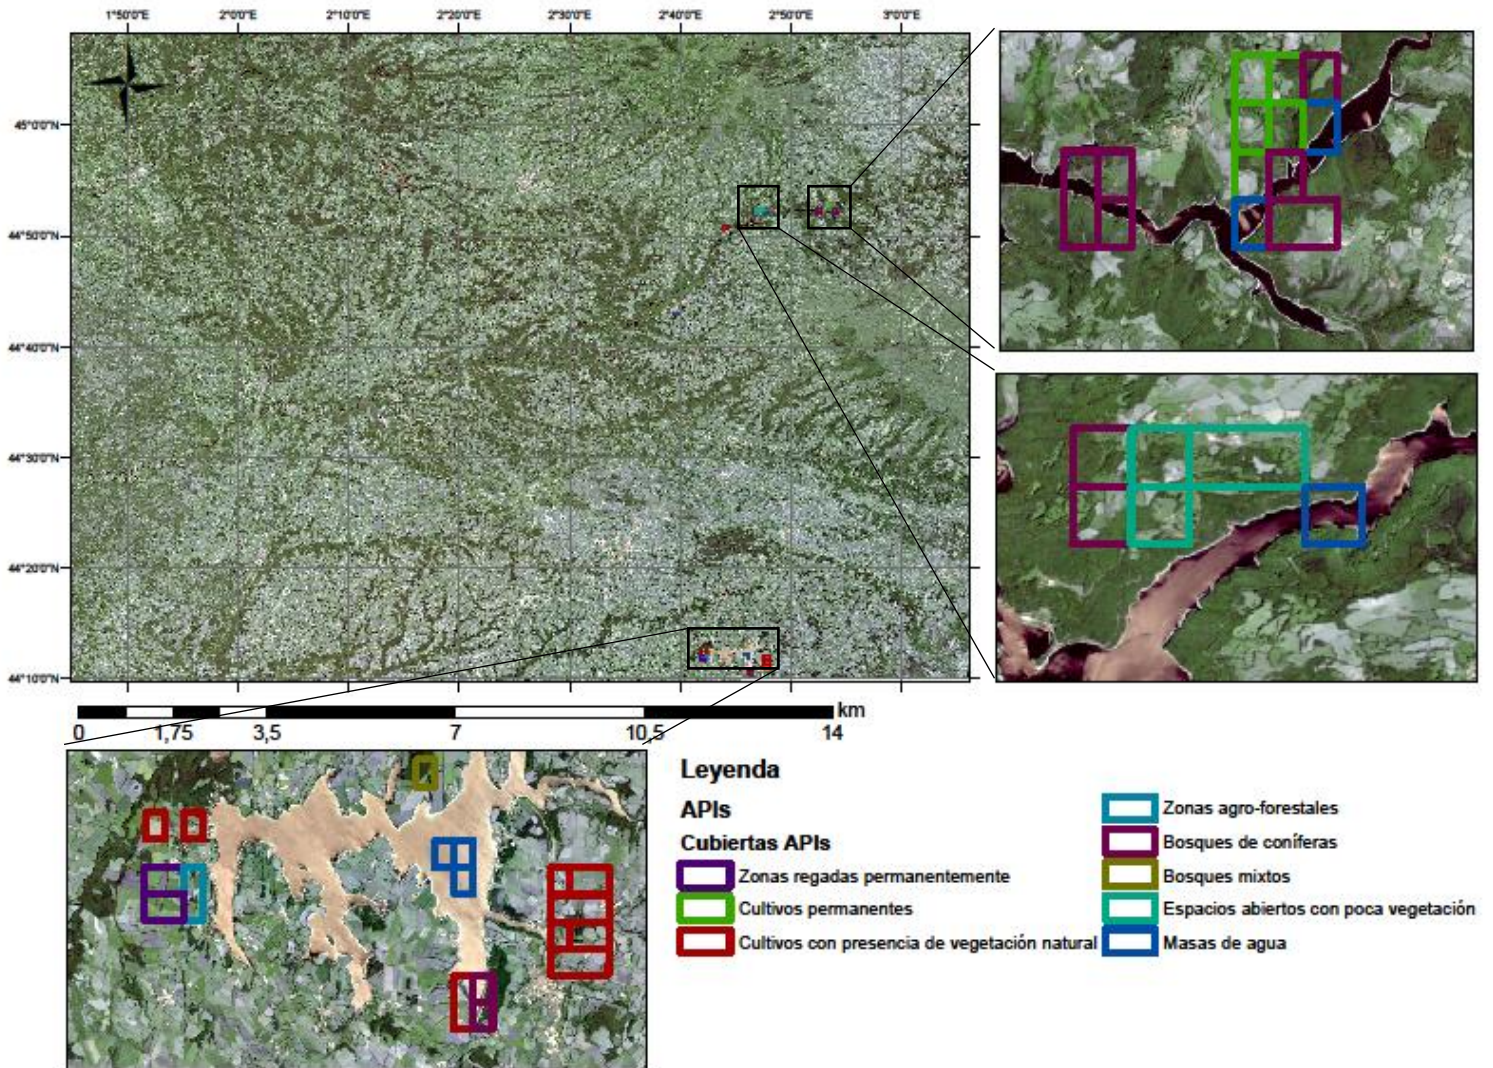 1°50'0"E 2°0'0"E 2°10'0"E 2°20'0"E 2°30'0"E 2°40'0"E 2°50'0"E 3°0'0"E
45°0'0"N
44°50'0"N
44°40'0"N
44°30'0"N
44°20'0"N
44°10'0"N
km
0 1,75 3,5 7 10,5 14
Leyenda
APIs
Cubiertas APIs
Zonas regadas permanentemente
Cultivos permanentes
Cultivos con presencia de vegetación natural
Zonas agro-forestales
Bosques de coníferas
Bosques mixtos
Espacios abiertos con poca vegetación
Masas de agua